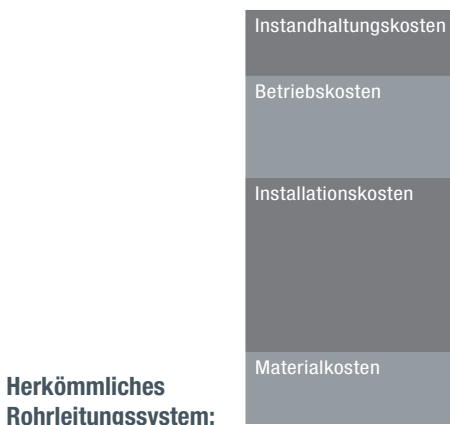 Instandhaltungskosten
Betriebskosten
Installationskosten
Materialkosten
Herkömmliches
Rohrleitungssystem: